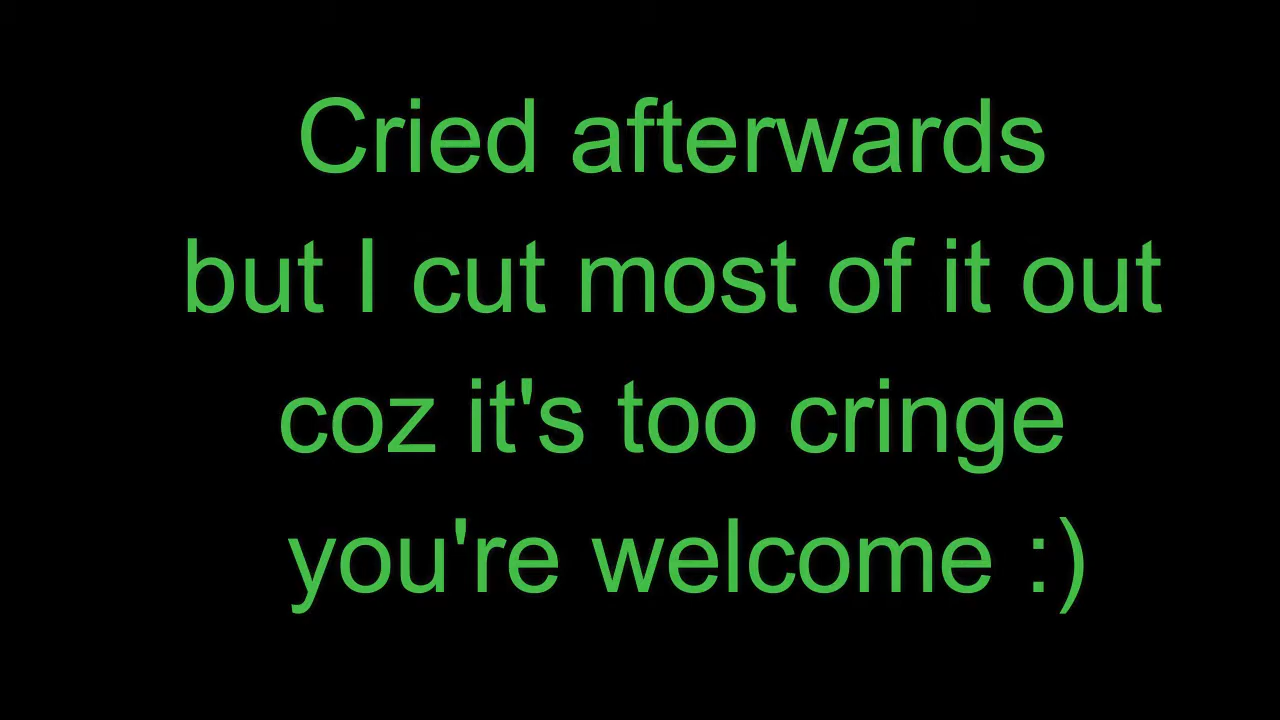 Cried afterwards
but I cut most of it out
coz it's too cringe
you're welcome :)